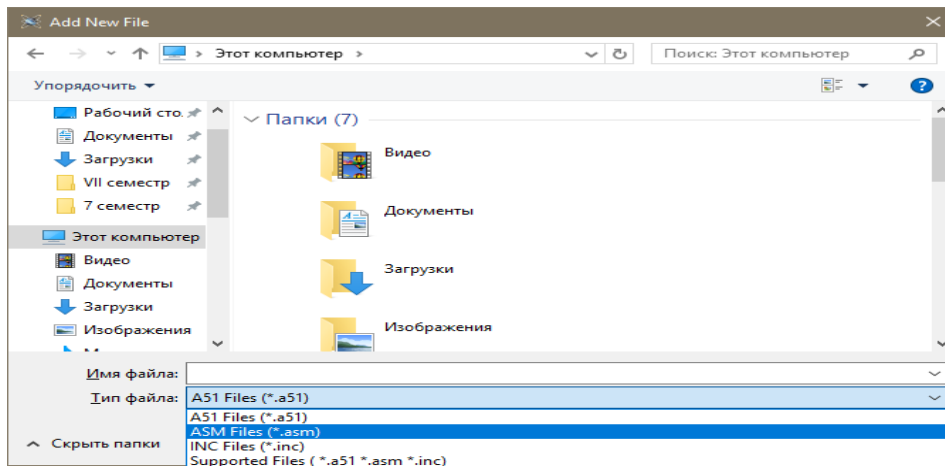 Add New File
Этот компьютер
Поиск: Этот компьютер
Упорядочить
?
Рабочий сто.
Документы
Загрузки
VII семестр
7 семестр
Этот компьютер
Видео
Документы
Загрузки
Изображения
Папки (7)
Видео
Документы
Загрузки
Изображения
Имя файла:
Тип файла: A51 Files (*.a51)
A51 Files (*.a51)
ASM Files (*.asm)
INC Files (*.inc)
Supported Files ( *.a51 *.asm *.inc)
Скрыть папки